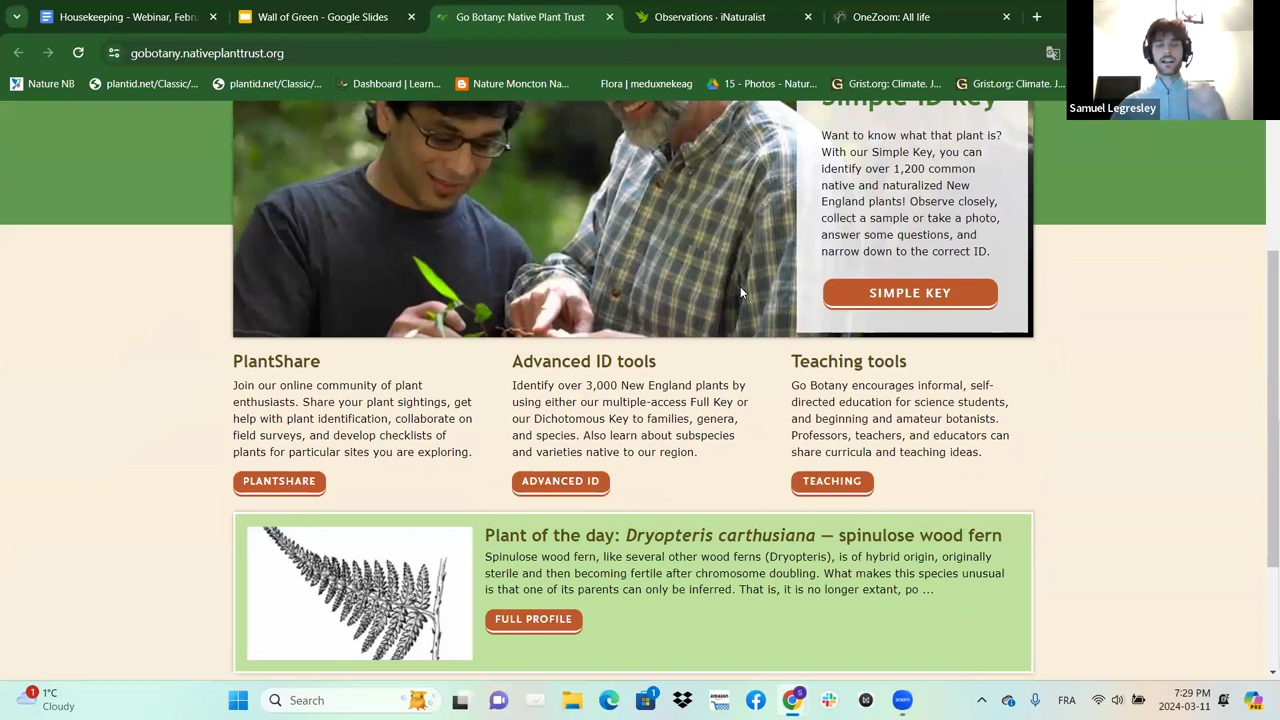 Housekeeping - Webinar, Febru
Wall of Green - Google Slides
Go Botany: Native Plant Trust
Observations · iNaturalist
OneZoom: All life
gobotany.nativeplanttrust.org
Nature NB
plantid.net/Classic/...
plantid.net/Classic/...
Dashboard | Learn...
Nature Moncton Na...
Flora | meduxnekeag
15 - Photos - Natur...
Grist.org: Climate. J...
Grist.org: Climate. J...
Samuel Legresley
Simple ID Key
Want to know what that plant is?
With our Simple Key, you can
identify over 1,200 common
native and naturalized New
England plants! Observe closely,
collect a sample or take a photo,
answer some questions, and
narrow down to the correct ID.
SIMPLE KEY
PlantShare
Join our online community of plant
enthusiasts. Share your plant sightings, get
help with plant identification, collaborate on
field surveys, and develop checklists of
plants for particular sites you are exploring.
PLANTSHARE
Advanced ID tools
Identify over 3,000 New England plants by
using either our multiple-access Full Key or
our Dichotomous Key to families, genera,
and species. Also learn about subspecies
and varieties native to our region.
ADVANCED ID
Teaching tools
Go Botany encourages informal, self-
directed education for science students,
and beginning and amateur botanists.
Professors, teachers, and educators can
share curricula and teaching ideas.
TEACHING
Plant of the day: Dryopteris carthusiana — spinulose wood fern
Spinulose wood fern, like several other wood ferns (Dryopteris), is of hybrid origin, originally
sterile and then becoming fertile after chromosome doubling. What makes this species unusual
is that one of its parents can only be inferred. That is, it is no longer extant, po ...
FULL PROFILE
1
1°C
Cloudy
Search
amazon
1
S
zoom
FRA
7:29 PM
2024-03-11
PRE